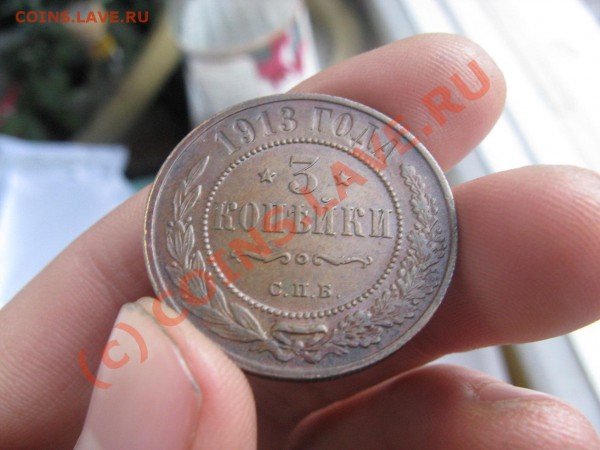 COINS.LAVE.RU
1913 ГОДА
3
КОПѢЙКИ
С.П.Б.
(c) COINS.LAVE.RU